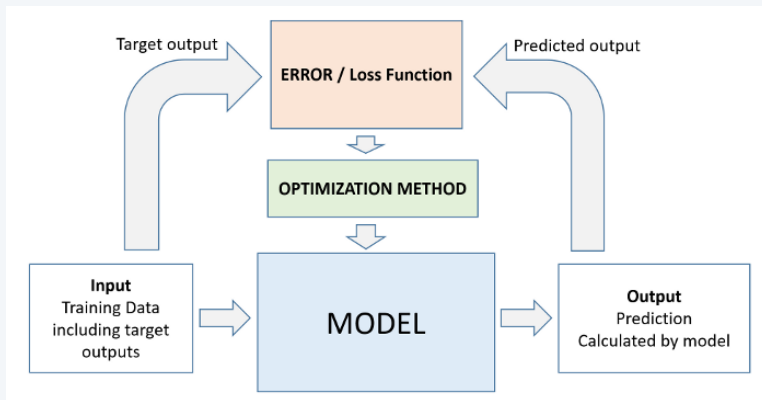 Target output
Predicted output
ERROR / Loss Function
OPTIMIZATION METHOD
Input
Training Data
including target
outputs
MODEL
Output
Prediction
Calculated by model